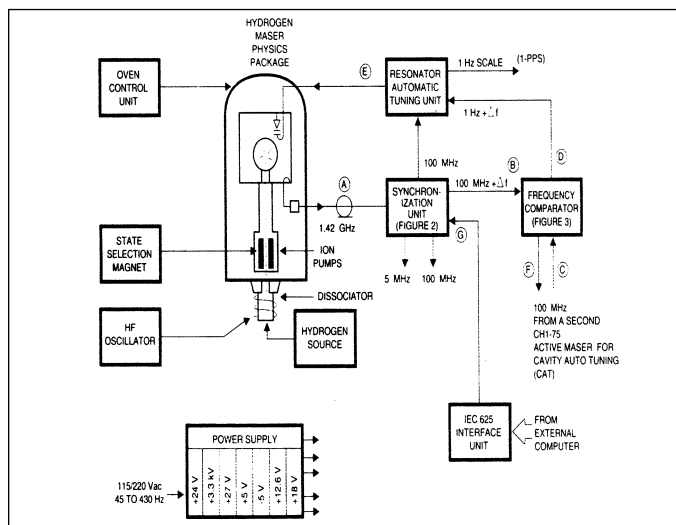 HYDROGEN
MASER
PHYSICS
PACKAGE
OVEN
CONTROL
UNIT
E
RESONATOR
AUTOMATIC
TUNING UNIT
1 Hz SCALE
(1-PPS)
1 Hz +△f
D
100 MHz
A
1.42 GHz
SYNCHRON-
IZATION
UNIT
(FIGURE 2)
B
100 MHz +△f
FREQUENCY
COMPARATOR
(FIGURE 3)
G
5 MHz
100 MHz
F
C
STATE
SELECTION
MAGNET
ION
PUMPS
DISSOCIATOR
HF
OSCILLATOR
HYDROGEN
SOURCE
100 MHz
FROM A SECOND
CH1-75
ACTIVE MASER FOR
CAVITY AUTO TUNING
(CAT)
IEC 625
INTERFACE
UNIT
FROM
EXTERNAL
COMPUTER
POWER SUPPLY
115/220 Vac
45 TO 430 Hz
+24 V
+3.3 kV
+27 V
+5 V
-5 V
+12.6 V
+18 V